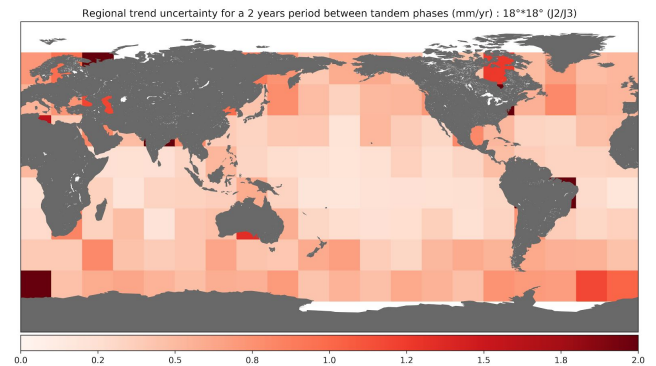 Regional trend uncertainty for a 2 years period between tandem phases (mm/yr) : 18°*18° (J2/J3)
0.0 0.2 0.5 0.8 1.0 1.2 1.5 1.8 2.0